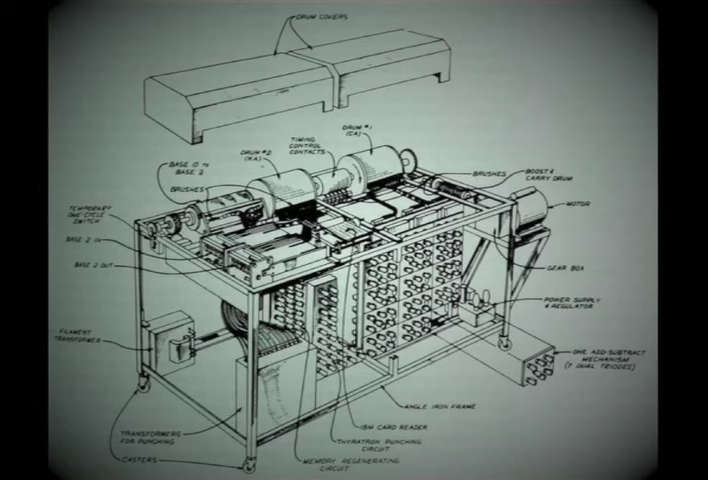 DRUM COVERS
TIMING
CONTROL
CONTACTS
DRUM #1
(CA)
DRUM #2
(KA)
BASE 10 to
BASE 2
BRUSHES
BRUSHES
BOOST &
CARRY DRUM
TEMPORARY
ONE-CYCLE
SWITCH
MOTOR
BASE 2 IN
BASE 2 OUT
GEAR BOX
POWER SUPPLY
& REGULATOR
FILAMENT
TRANSFORMER
ONE ADD-SUBTRACT
MECHANISM
(7 DUAL TRIODES)
ANGLE IRON FRAME
IBM CARD READER
TRANSFORMERS
FOR PUNCHING
THYRATRON PUNCHING
CIRCUIT
CASTERS
MEMORY REGENERATING
CIRCUIT